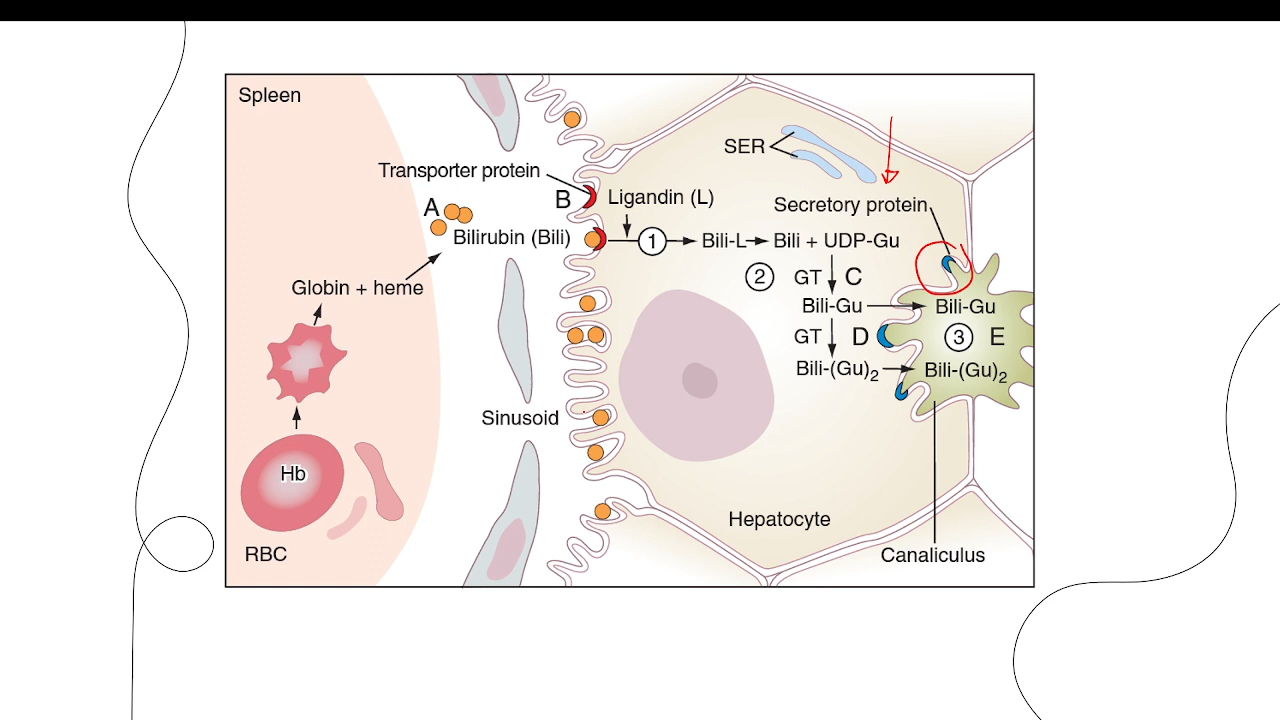 Spleen
SER
Transporter protein
B
Ligandin (L)
Secretory protein
A
Bilirubin (Bili)
1
Bili-L
Bili + UDP-Gu
2
GT
C
Globin + heme
Bili-Gu
Bili-Gu
GT
D
3
E
Bili-(Gu)2
Bili-(Gu)2
Sinusoid
Hb
Hepatocyte
RBC
Canaliculus